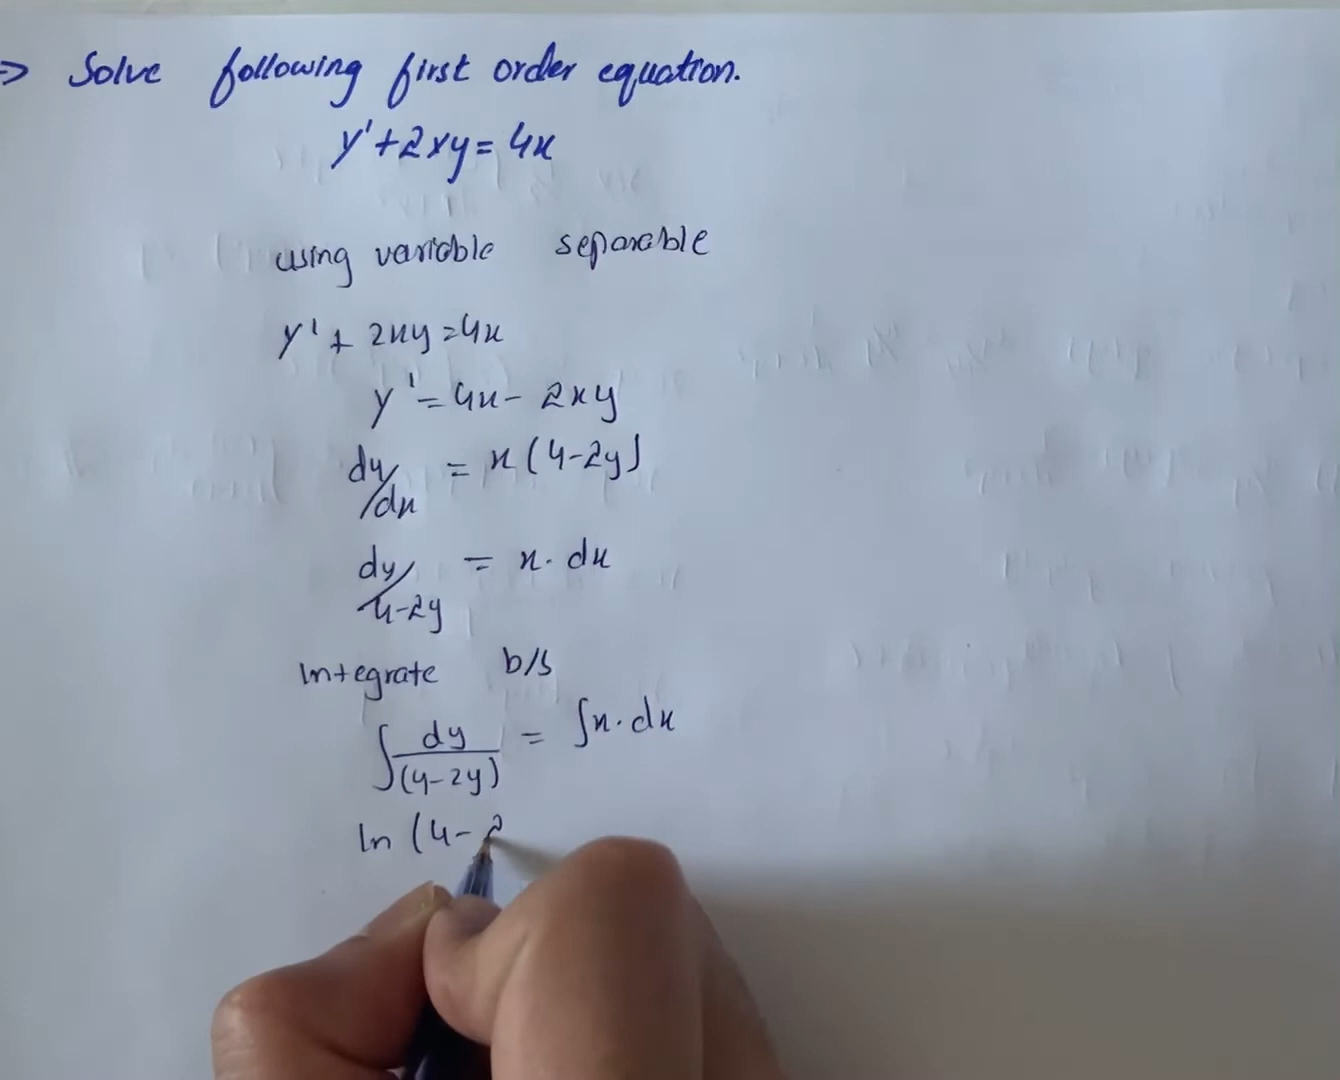 => Solve following first order equation.
y'+2xy=4x
using variable separable
y'+2xy=4x
y'=4x-2xy
dy/dx = x(4-2y)
dy/4-2y = x.dx
Integrate b/s
∫dy/(4-2y) = ∫x.dx
ln (4-2